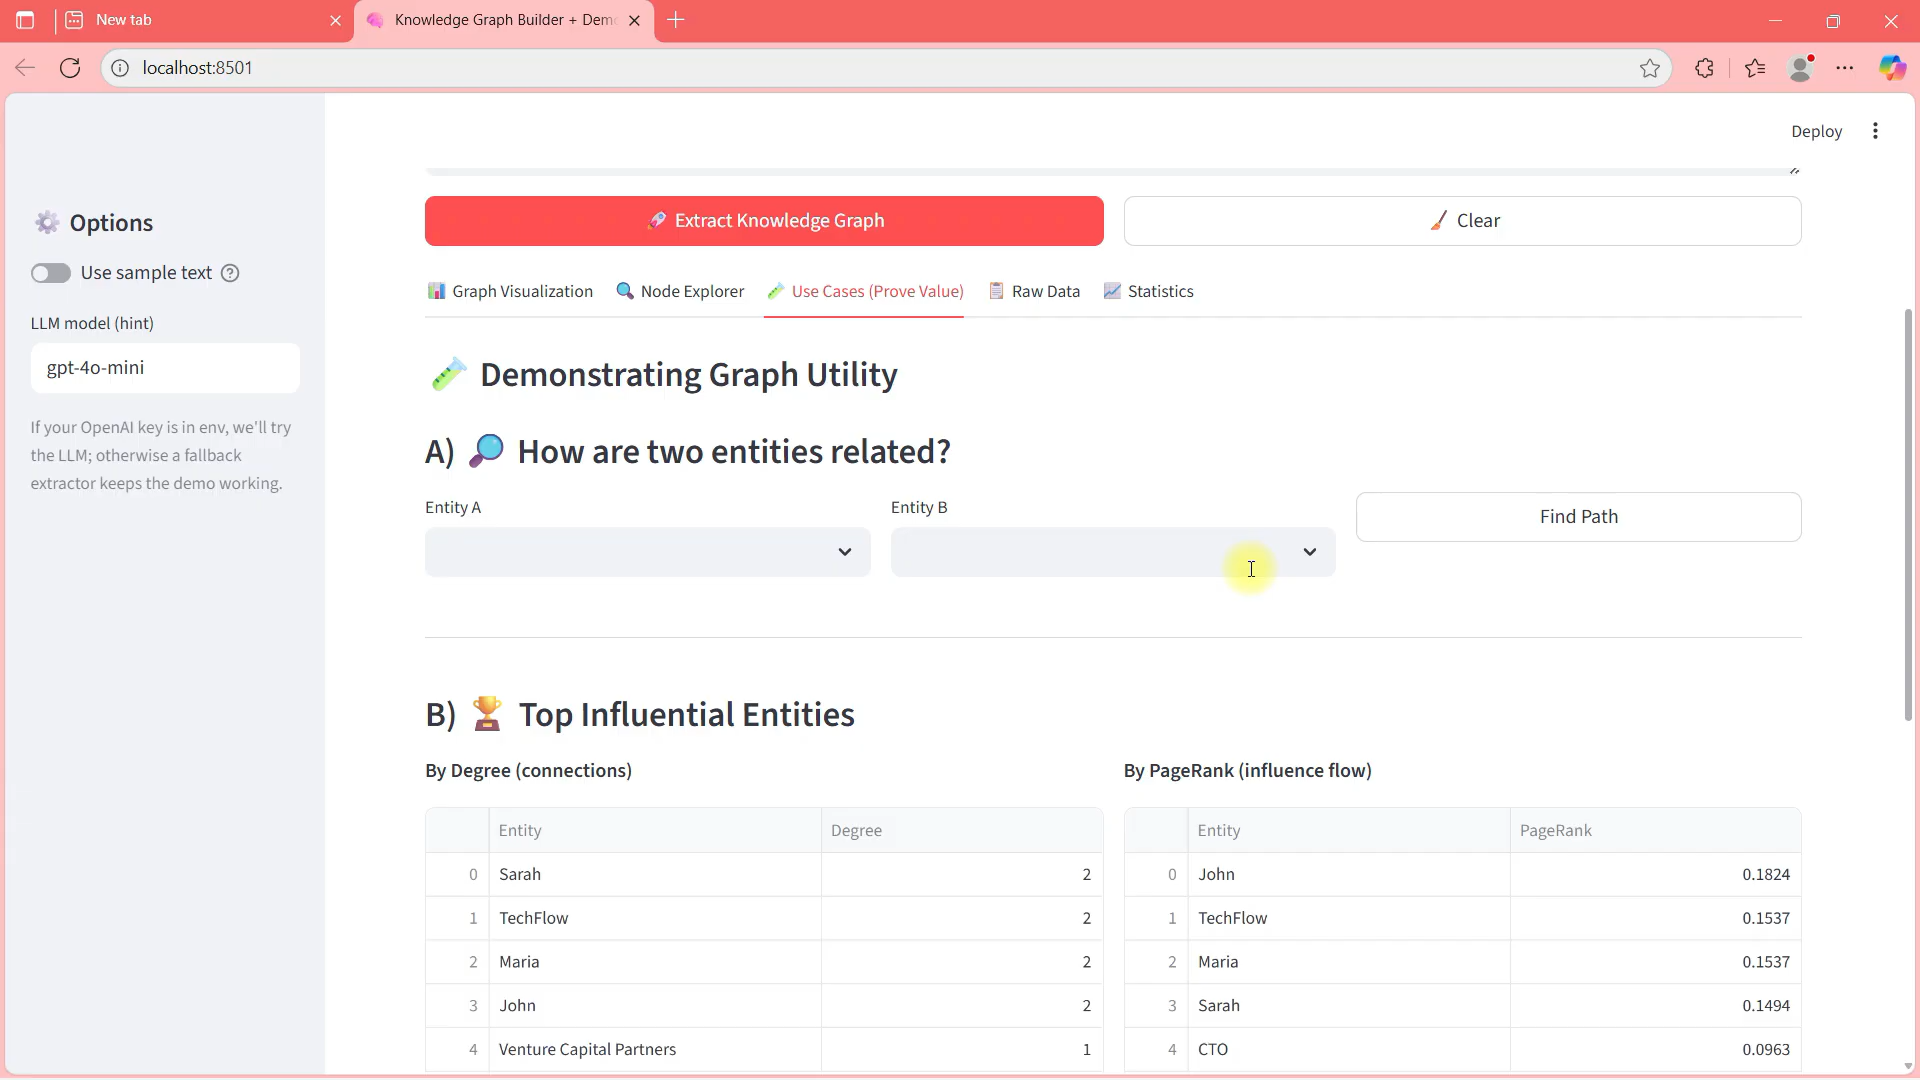 New tab
Knowledge Graph Builder + Dem
localhost:8501
Deploy
Options
Use sample text
LLM model (hint)
gpt-4o-mini
If your OpenAI key is in env, we'll try
the LLM; otherwise a fallback
extractor keeps the demo working.
Extract Knowledge Graph
Clear
Graph Visualization Node Explorer Use Cases (Prove Value) Raw Data Statistics
Demonstrating Graph Utility
A) How are two entities related?
Entity A
Entity B
Find Path
B) Top Influential Entities
By Degree (connections)
Entity Degree
0 Sarah 2
1 TechFlow 2
2 Maria 2
3 John 2
4 Venture Capital Partners 1
By PageRank (influence flow)
Entity PageRank
0 John 0.1824
1 TechFlow 0.1537
2 Maria 0.1537
3 Sarah 0.1494
4 CTO 0.0963